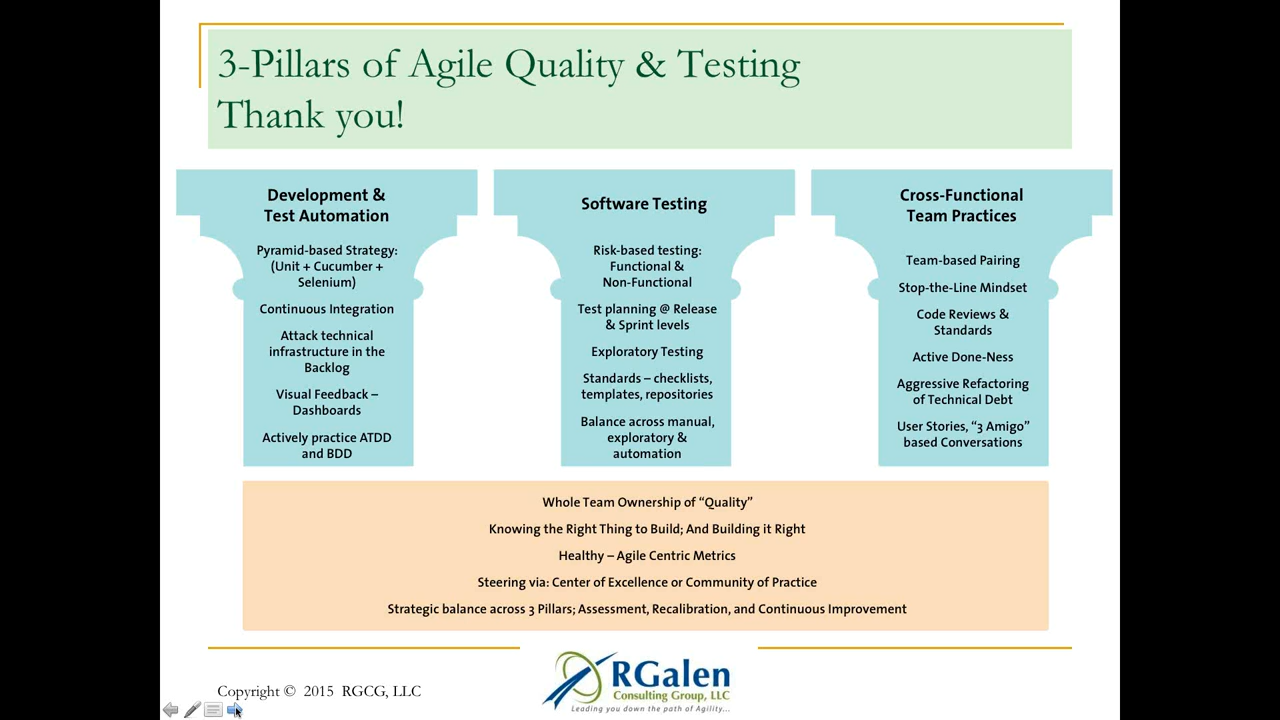 3-Pillars of Agile Quality & Testing
Thank you!
Development &
Test Automation
Pyramid-based Strategy:
(Unit + Cucumber +
Selenium)
Continuous Integration
Attack technical
infrastructure in the
Backlog
Visual Feedback –
Dashboards
Actively practice ATDD
and BDD
Software Testing
Risk-based testing:
Functional &
Non-Functional
Test planning @ Release
& Sprint levels
Exploratory Testing
Standards – checklists,
templates, repositories
Balance across manual,
exploratory &
automation
Cross-Functional
Team Practices
Team-based Pairing
Stop-the-Line Mindset
Code Reviews &
Standards
Active Done-Ness
Aggressive Refactoring
of Technical Debt
User Stories, “3 Amigo”
based Conversations
Whole Team Ownership of “Quality”
Knowing the Right Thing to Build; And Building it Right
Healthy – Agile Centric Metrics
Steering via: Center of Excellence or Community of Practice
Strategic balance across 3 Pillars; Assessment, Recalibration, and Continuous Improvement
Copyright © 2015 RGCG, LLC
RGalen
Consulting Group, LLC
Leading you down the path of Agility...